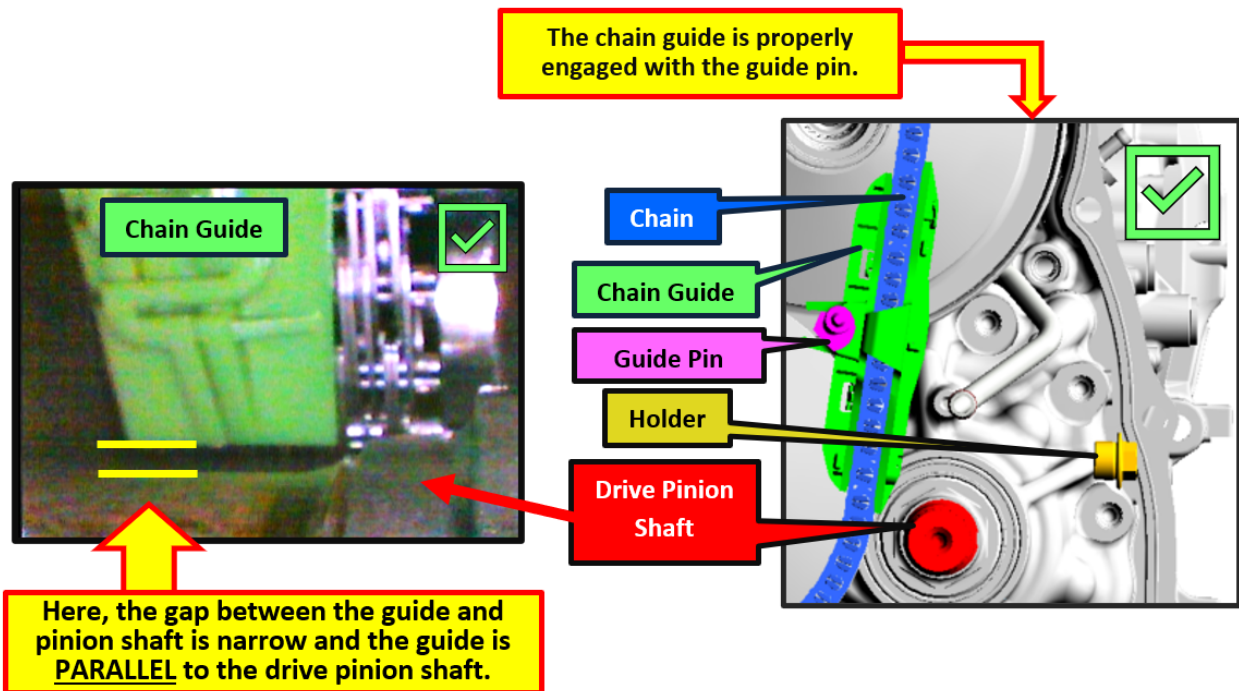 The chain guide is properly
engaged with the guide pin.
Chain Guide
Chain
Chain Guide
Guide Pin
Holder
Drive Pinion
Shaft
Here, the gap between the guide and
pinion shaft is narrow and the guide is
PARALLEL to the drive pinion shaft.